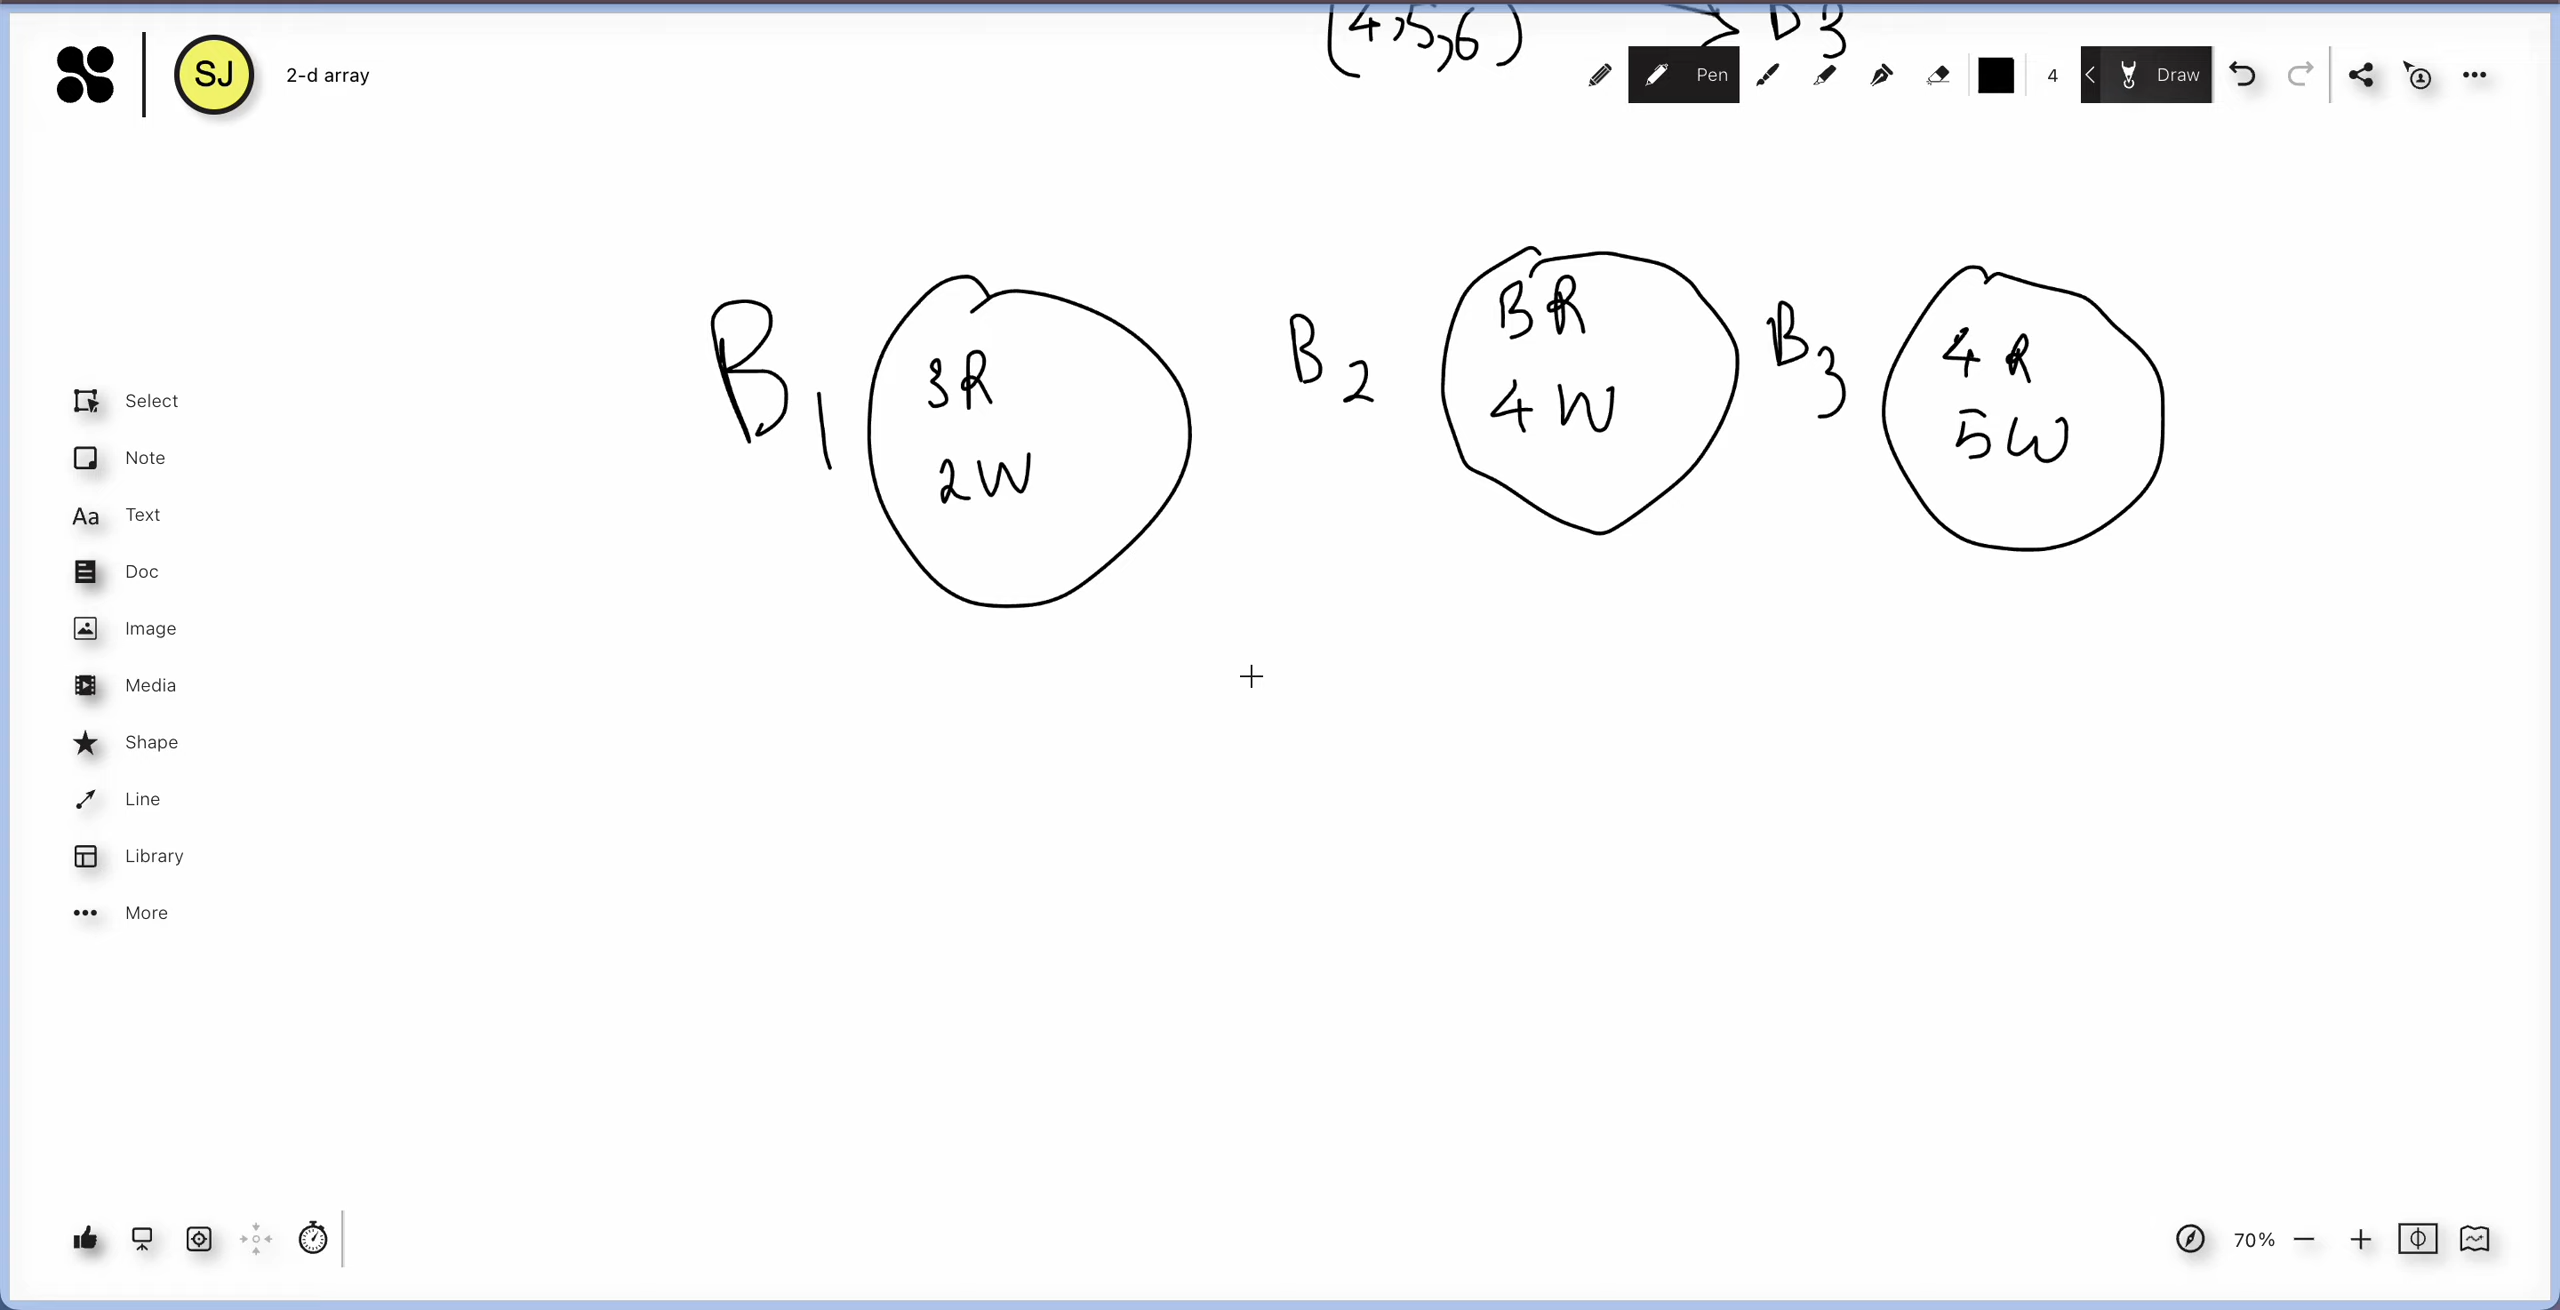 (4,5,6) B3
SJ 2-d array
Pen 4 Draw
B1 3R
2W
B2 3R
4W
B3 4R
5W
Select
Note
Aa Text
Doc
Image
Media
Shape
Line
Library
More
70%